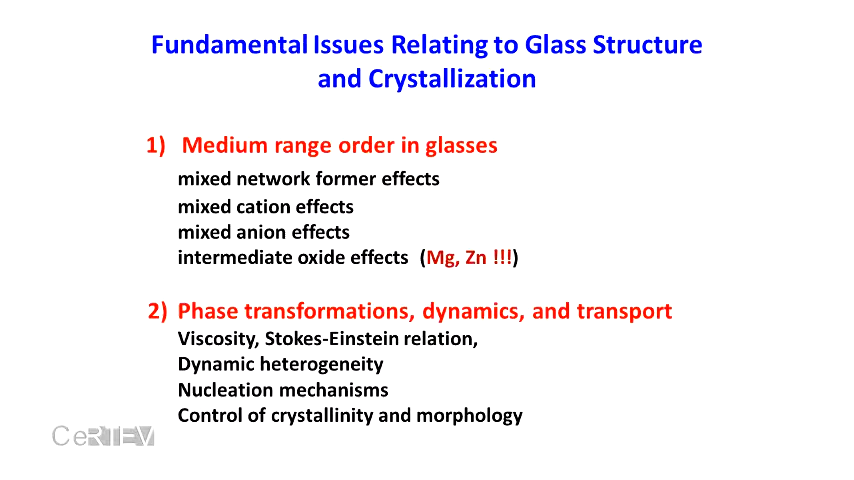 Fundamental Issues Relating to Glass Structure
and Crystallization
1) Medium range order in glasses
mixed network former effects
mixed cation effects
mixed anion effects
intermediate oxide effects (Mg, Zn !!!)
2) Phase transformations, dynamics, and transport
Viscosity, Stokes-Einstein relation,
Dynamic heterogeneity
Nucleation mechanisms
Control of crystallinity and morphology
CeRTEV